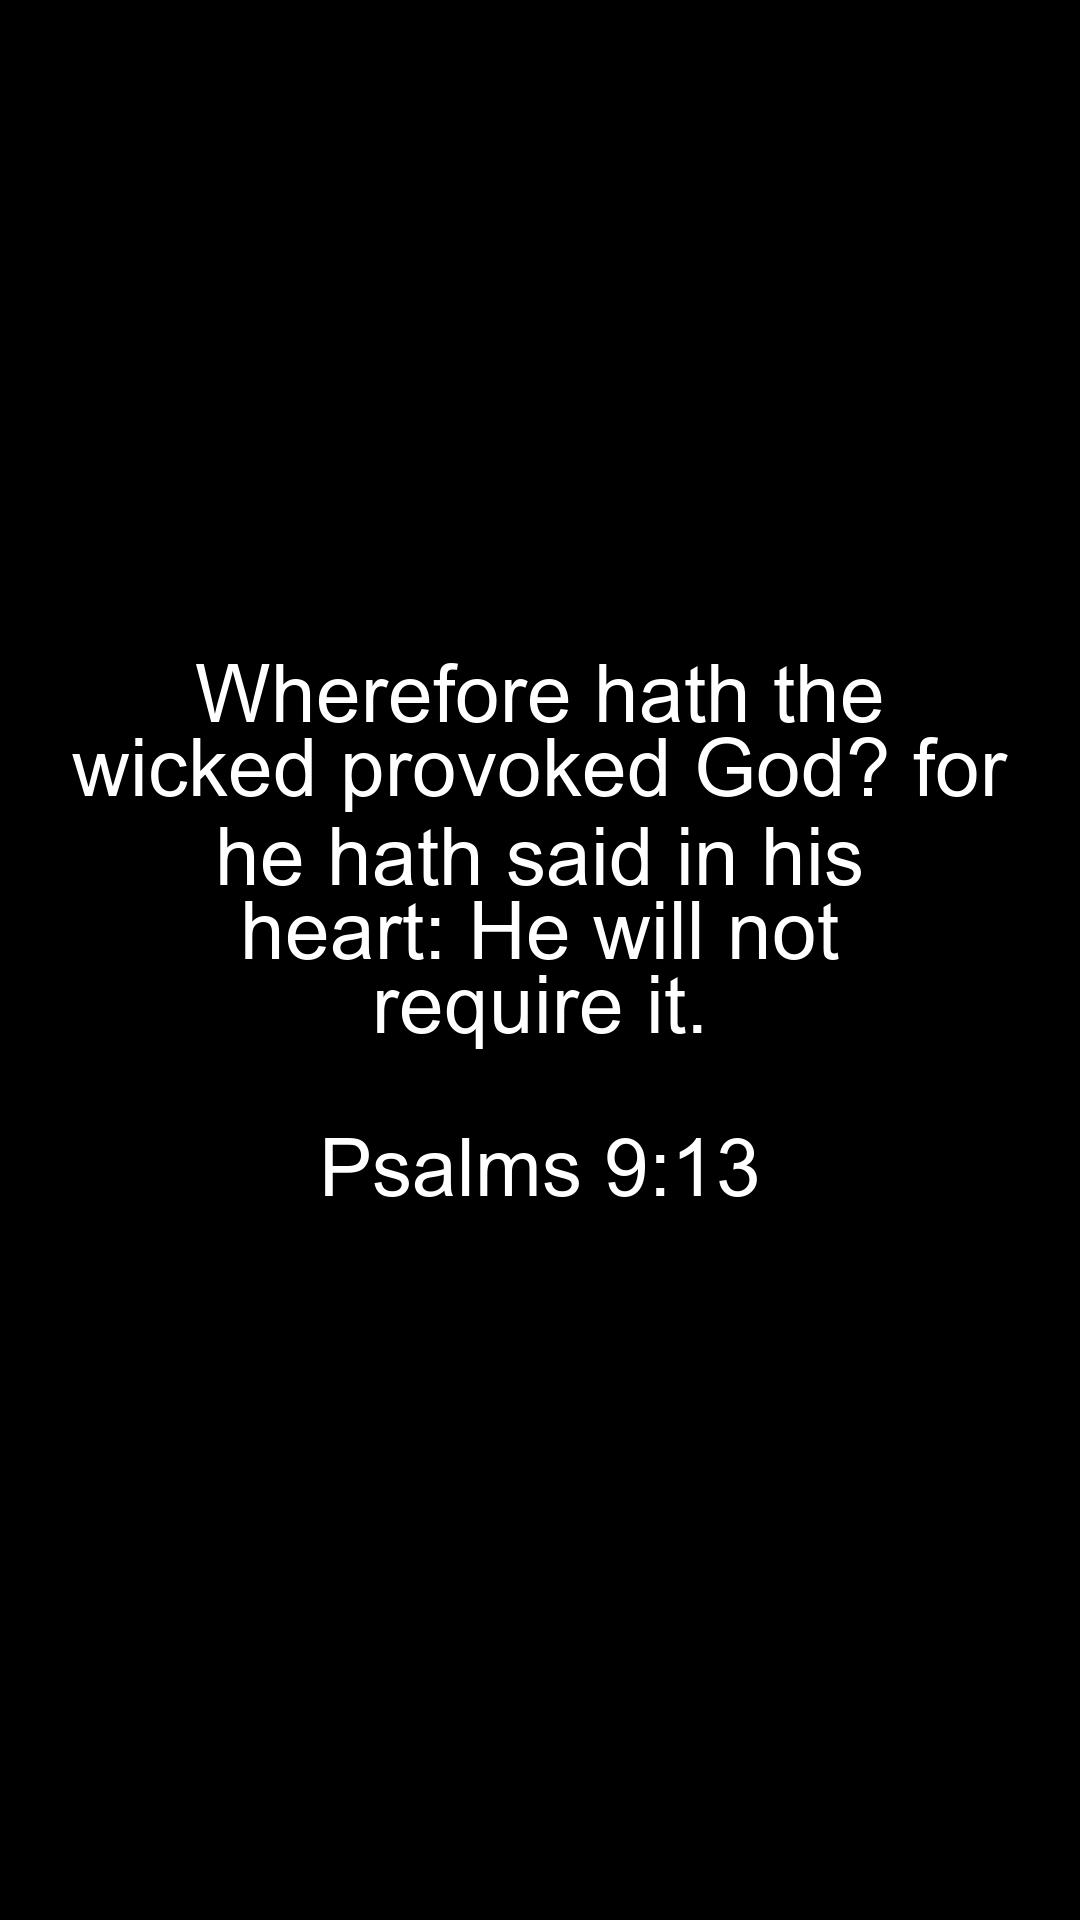 Wherefore hath the
wicked provoked God? for
he hath said in his
heart: He will not
require it.
Psalms 9:13